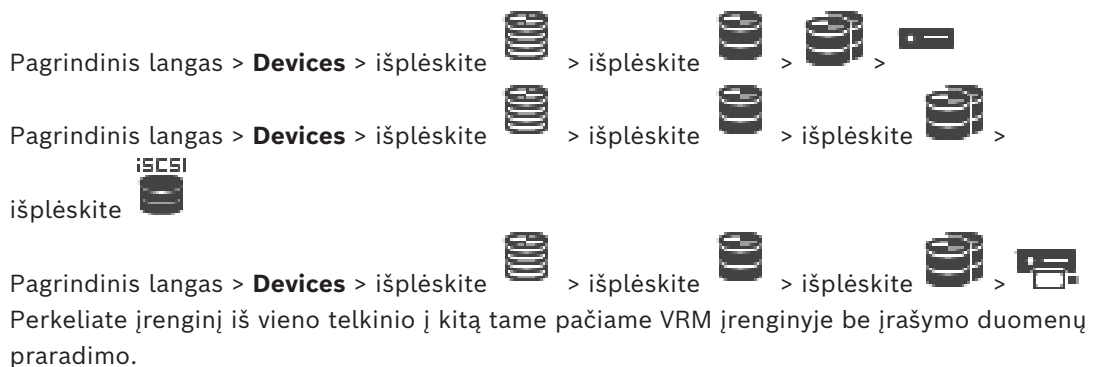 Pagrindinis langas > Devices > išplėskite > išplėskite > >
Pagrindinis langas > Devices > išplėskite > išplėskite > išplėskite >
iSCSI
išplėskite
Pagrindinis langas > Devices > išplėskite > išplėskite > išplėskite >
Perkeliate įrenginį iš vieno telkinio į kitą tame pačiame VRM įrenginyje be įrašymo duomenų
praradimo.